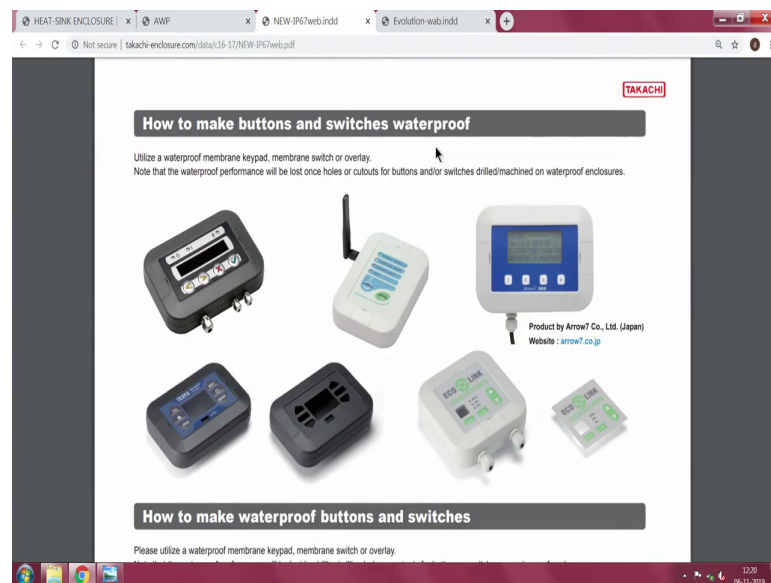 HEAT-SINK ENCLOSURE |
AWP
NEW-IP67web.indd
Evolution-wab.indd
Not secure | takachi-enclosure.com/data/c16-17/NEW-IP67web.pdf
TAKACHI
How to make buttons and switches waterproof
Utilize a waterproof membrane keypad, membrane switch or overlay.
Note that the waterproof performance will be lost once holes or cutouts for buttons and/or switches drilled/machined on waterproof enclosures.
Product by Arrow7 Co., Ltd. (Japan)
Website : arrow7.co.jp
ECO LINK
ECO LINK
How to make waterproof buttons and switches
Please utilize a waterproof membrane keypad, membrane switch or overlay.
12:20
06-11-2019